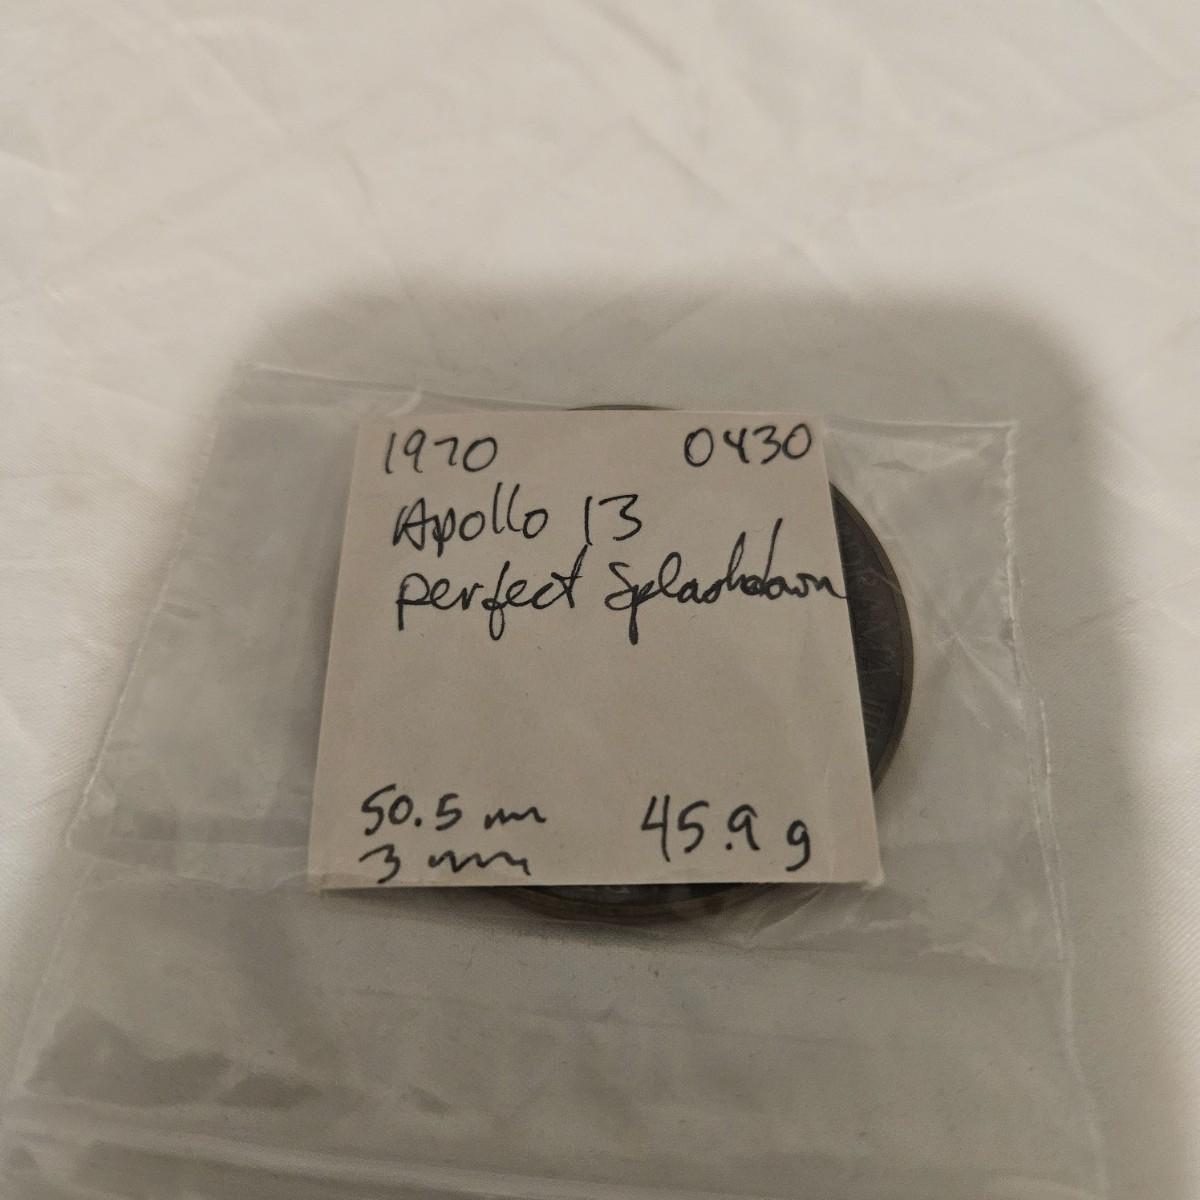 1970 0430
Apollo 13
perfect Splashdown
50.5 mm 45.9 g
3 mm